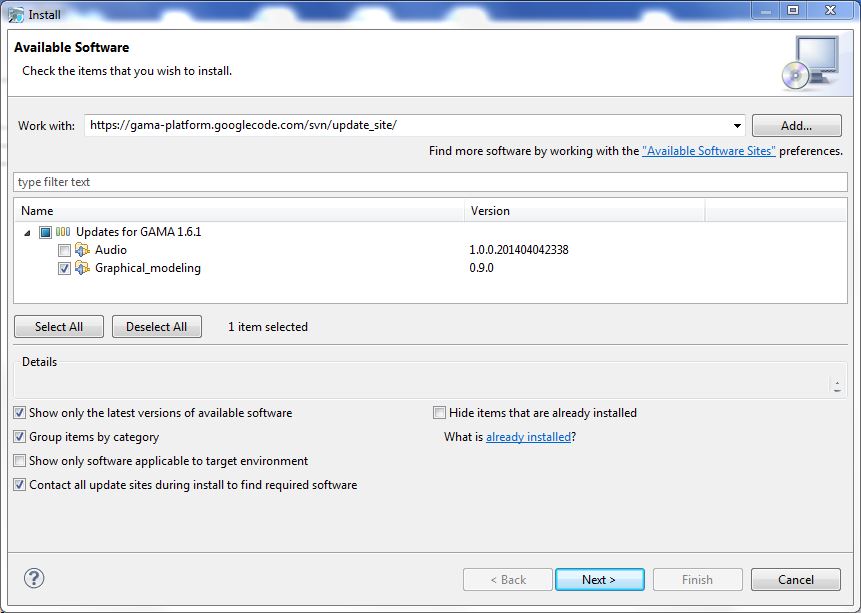 Install
Available Software
Check the items that you wish to install.
Work with: https://gama-platform.googlecode.com/svn/update_site/ Add...
Find more software by working with the "Available Software Sites" preferences.
type filter text
Name Version
Updates for GAMA 1.6.1
Audio 1.0.0.201404042338
Graphical_modeling 0.9.0
Select All Deselect All 1 item selected
Details
Show only the latest versions of available software Hide items that are already installed
Group items by category What is already installed?
Show only software applicable to target environment
Contact all update sites during install to find required software
? < Back Next > Finish Cancel